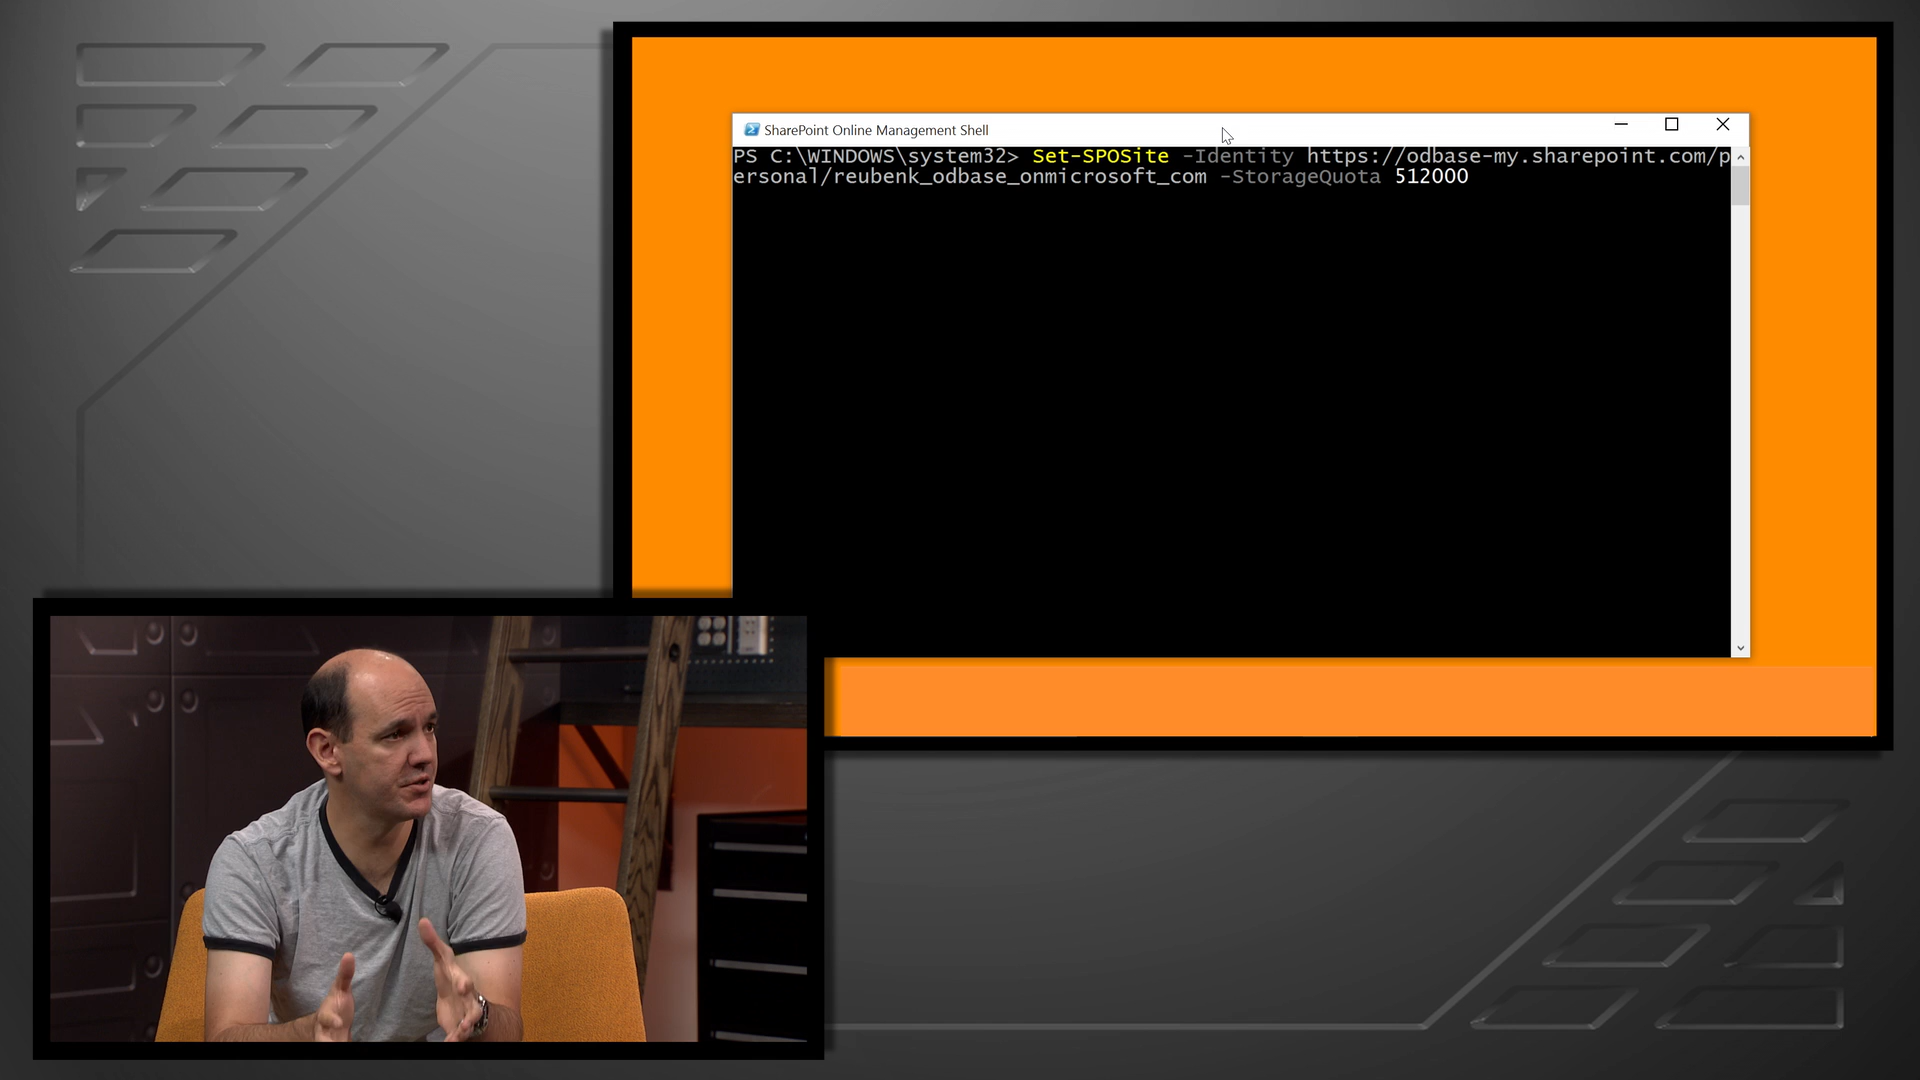 SharePoint Online Management Shell
PS C:\WINDOWS\system32> Set-SPOSite -Identity https://odbase-my.sharepoint.com/p
ersonal/reubenk_odbase_onmicrosoft_com -StorageQuota 512000